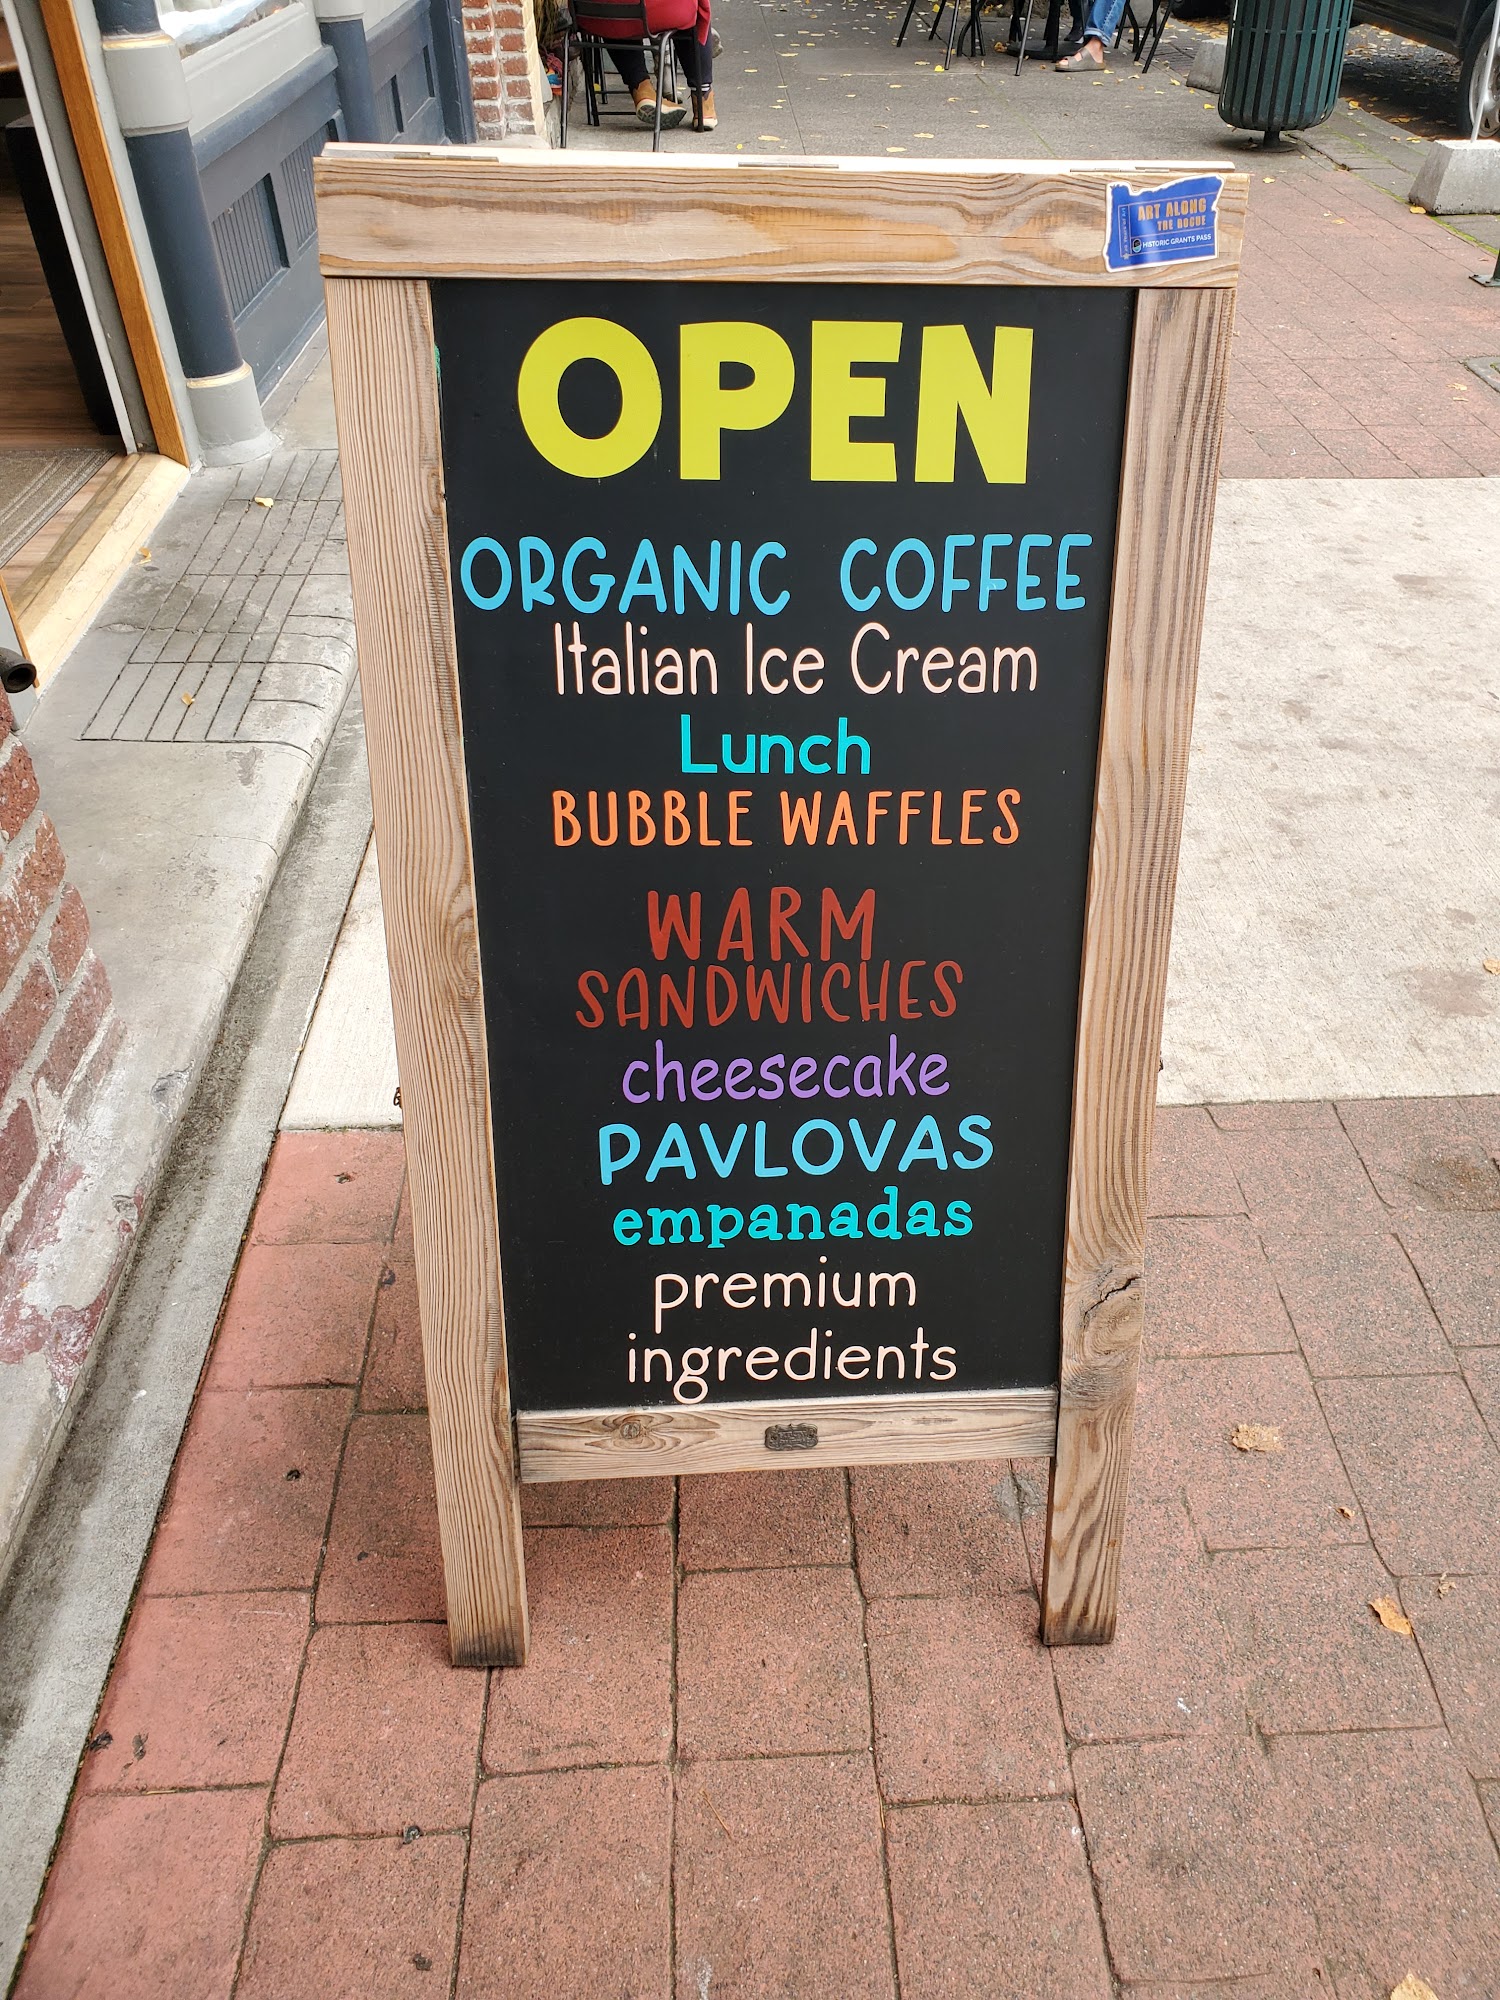 ART ALONG
THE ROGUE
HISTORIC GRANTS PASS
OPEN
ORGANIC COFFEE
Italian Ice Cream
Lunch
BUBBLE WAFFLES
WARM
SANDWICHES
cheesecake
PAVLOVAS
empanadas
premium
ingredients